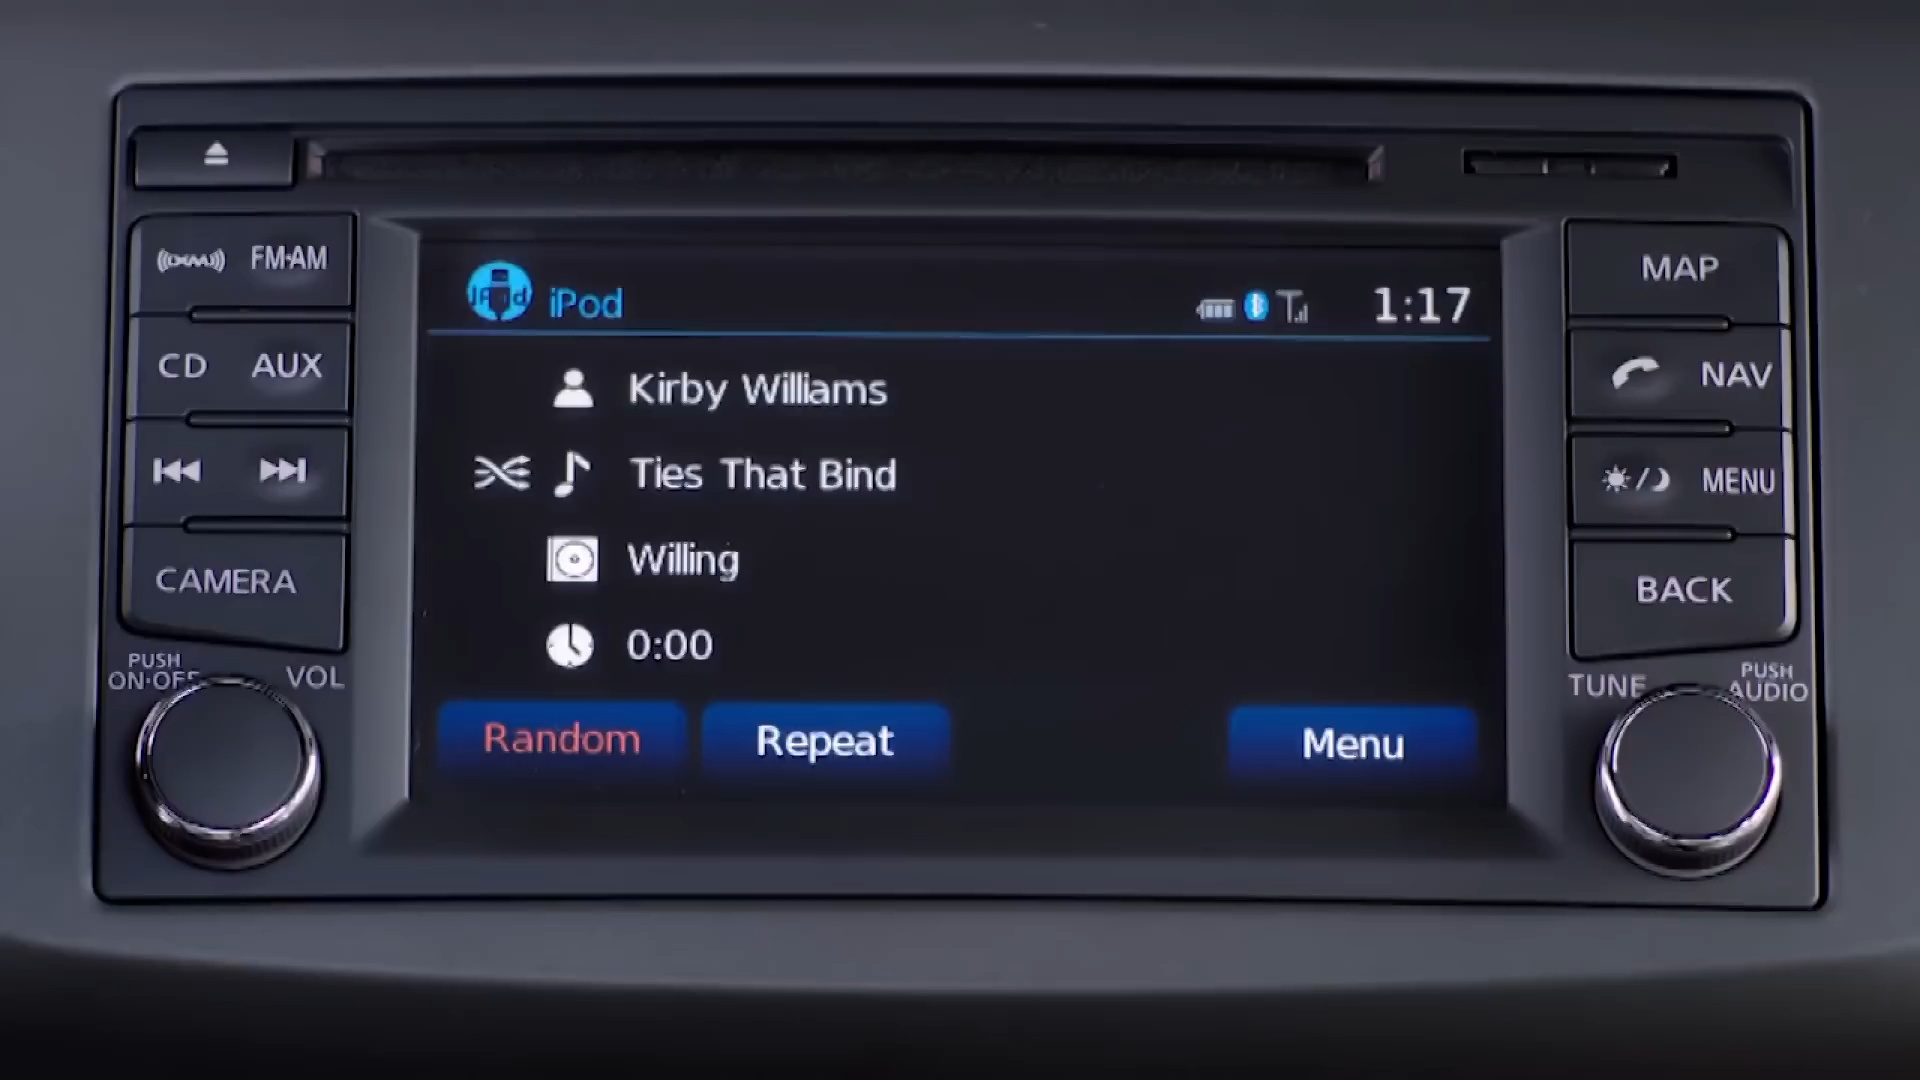 FM·AM
CD AUX
CAMERA
PUSH
ON·OFF
VOL
iPod
iPod
1:17
Kirby Williams
Ties That Bind
Willing
0:00
Random
Repeat
Menu
MAP
NAV
MENU
BACK
TUNE
PUSH
AUDIO